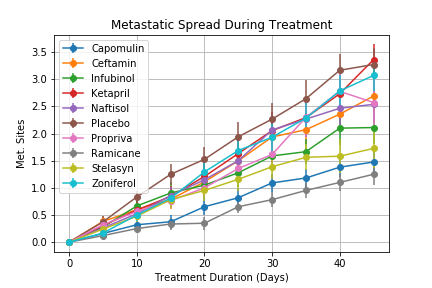 Metastatic Spread During Treatment
Met. Sites
3.5
3.0
2.5
2.0
1.5
1.0
0.5
0.0
Capomulin
Ceftamin
Infubinol
Ketapril
Naftisol
Placebo
Propriva
Ramicane
Stelasyn
Zoniferol
0 10 20 30 40
Treatment Duration (Days)